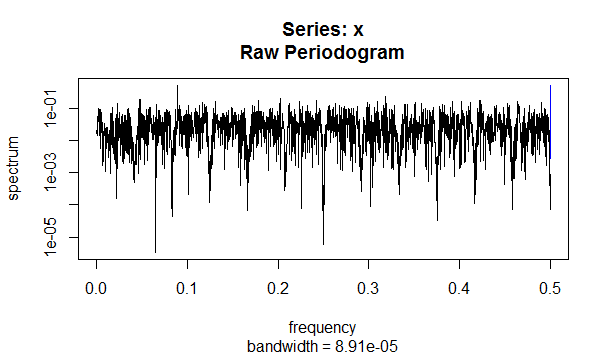 Series: x
Raw Periodogram
spectrum
1e-01
1e-03
1e-05
0.0 0.1 0.2 0.3 0.4 0.5
frequency
bandwidth = 8.91e-05